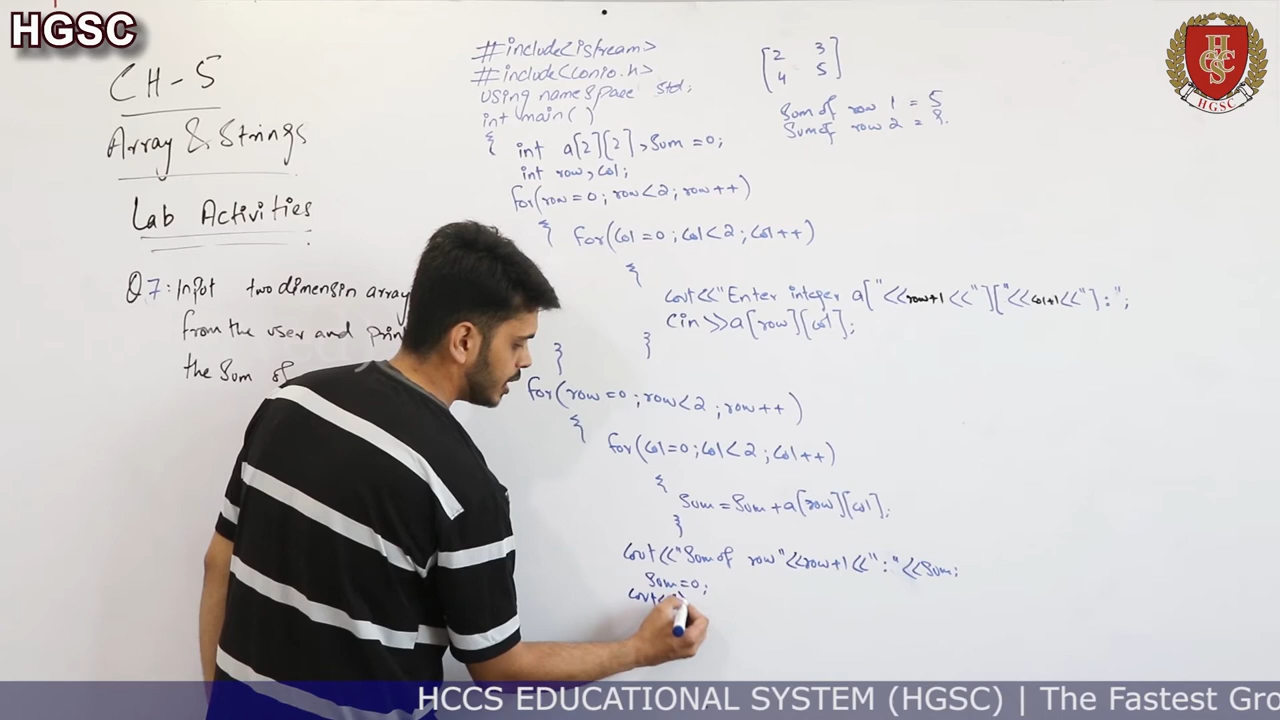 HGSC
CH-5
Array & Strings
Lab Activities
Q7: Input two dimensin array
from the user and prin
the Sum of
#include<istream>
#include<conio.h>
using namespace std;
int main()
{ int a[2][2], Sum=0;
int row, col;
for(row=0; row<2; row++)
{ for(col=0; col<2; col++)
{
cout<<"Enter integer a["<<row+1<<"]["<<col+1<<"]:";
cin>>a[row][col];
}
}
for(row=0; row<2; row++)
{
for(col=0; col<2; col++)
{
Sum=Sum+a[row][col];
}
cout<<"Sum of row"<<row+1<<":"<<Sum;
Sum=0;
cout<<
2 3
4 5
Sum of row 1 = 5
Sum of row 2 = 9.
HGSC
HCCS EDUCATIONAL SYSTEM (HGSC) | The Fastest Gro